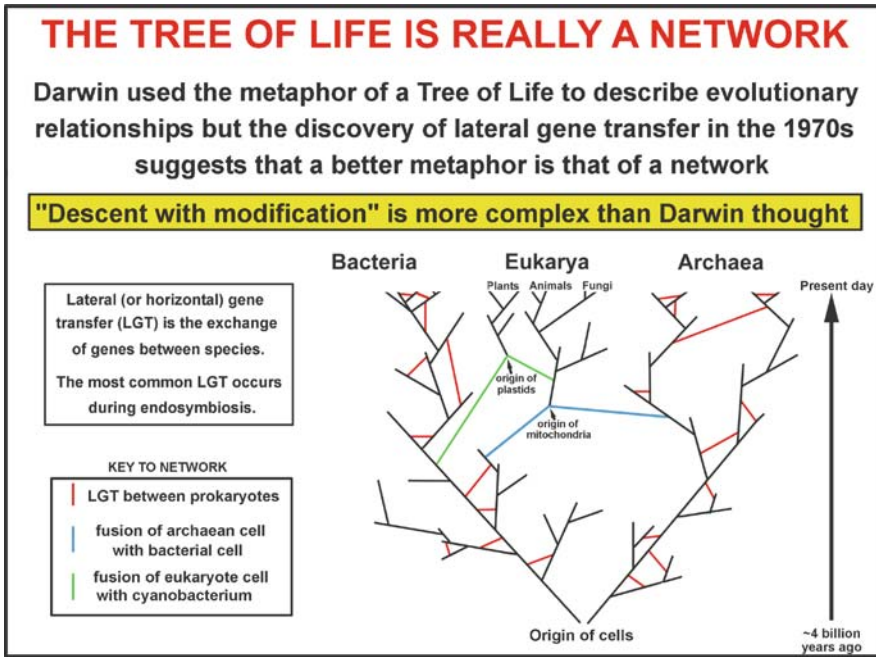 THE TREE OF LIFE IS REALLY A NETWORK
Darwin used the metaphor of a Tree of Life to describe evolutionary
relationships but the discovery of lateral gene transfer in the 1970s
suggests that a better metaphor is that of a network
"Descent with modification" is more complex than Darwin thought
Bacteria
Eukarya
Archaea
Plants
Animals
Fungi
Present day
Lateral (or horizontal) gene
transfer (LGT) is the exchange
of genes between species.
The most common LGT occurs
during endosymbiosis.
origin of
plastids
origin of
mitochondria
KEY TO NETWORK
LGT between prokaryotes
fusion of archaean cell
with bacterial cell
fusion of eukaryote cell
with cyanobacterium
Origin of cells
~4 billion
years ago